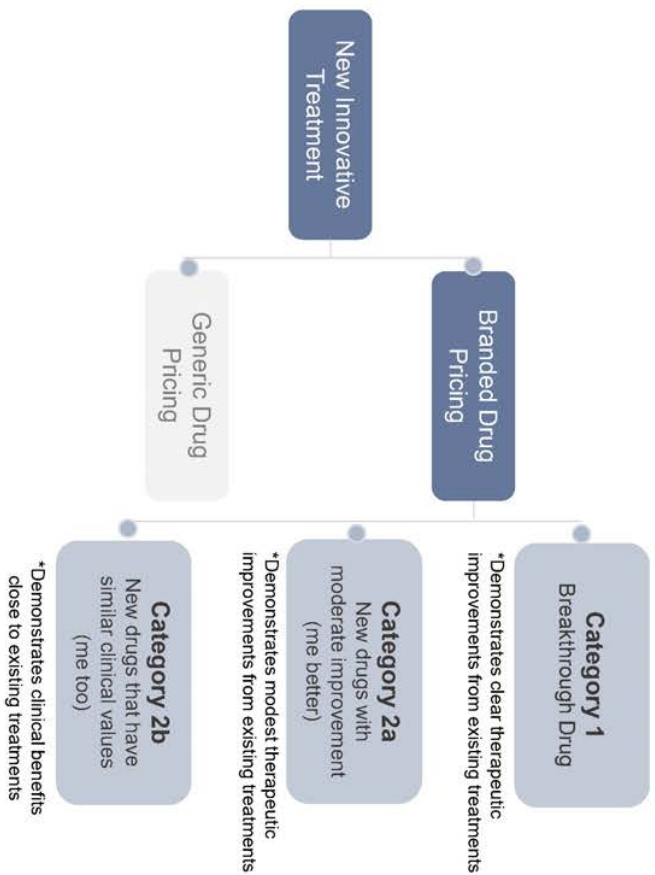 New Innovative
Treatment
Branded Drug
Pricing
Generic Drug
Pricing
Category 1
Breakthrough Drug
*Demonstrates clear therapeutic
improvements from existing treatments
Category 2a
New drugs with
moderate improvement
(me better)
*Demonstrates modest therapeutic
improvements from existing treatments
Category 2b
New drugs that have
similar clinical values
(me too)
*Demonstrates clinical benefits
close to existing treatments